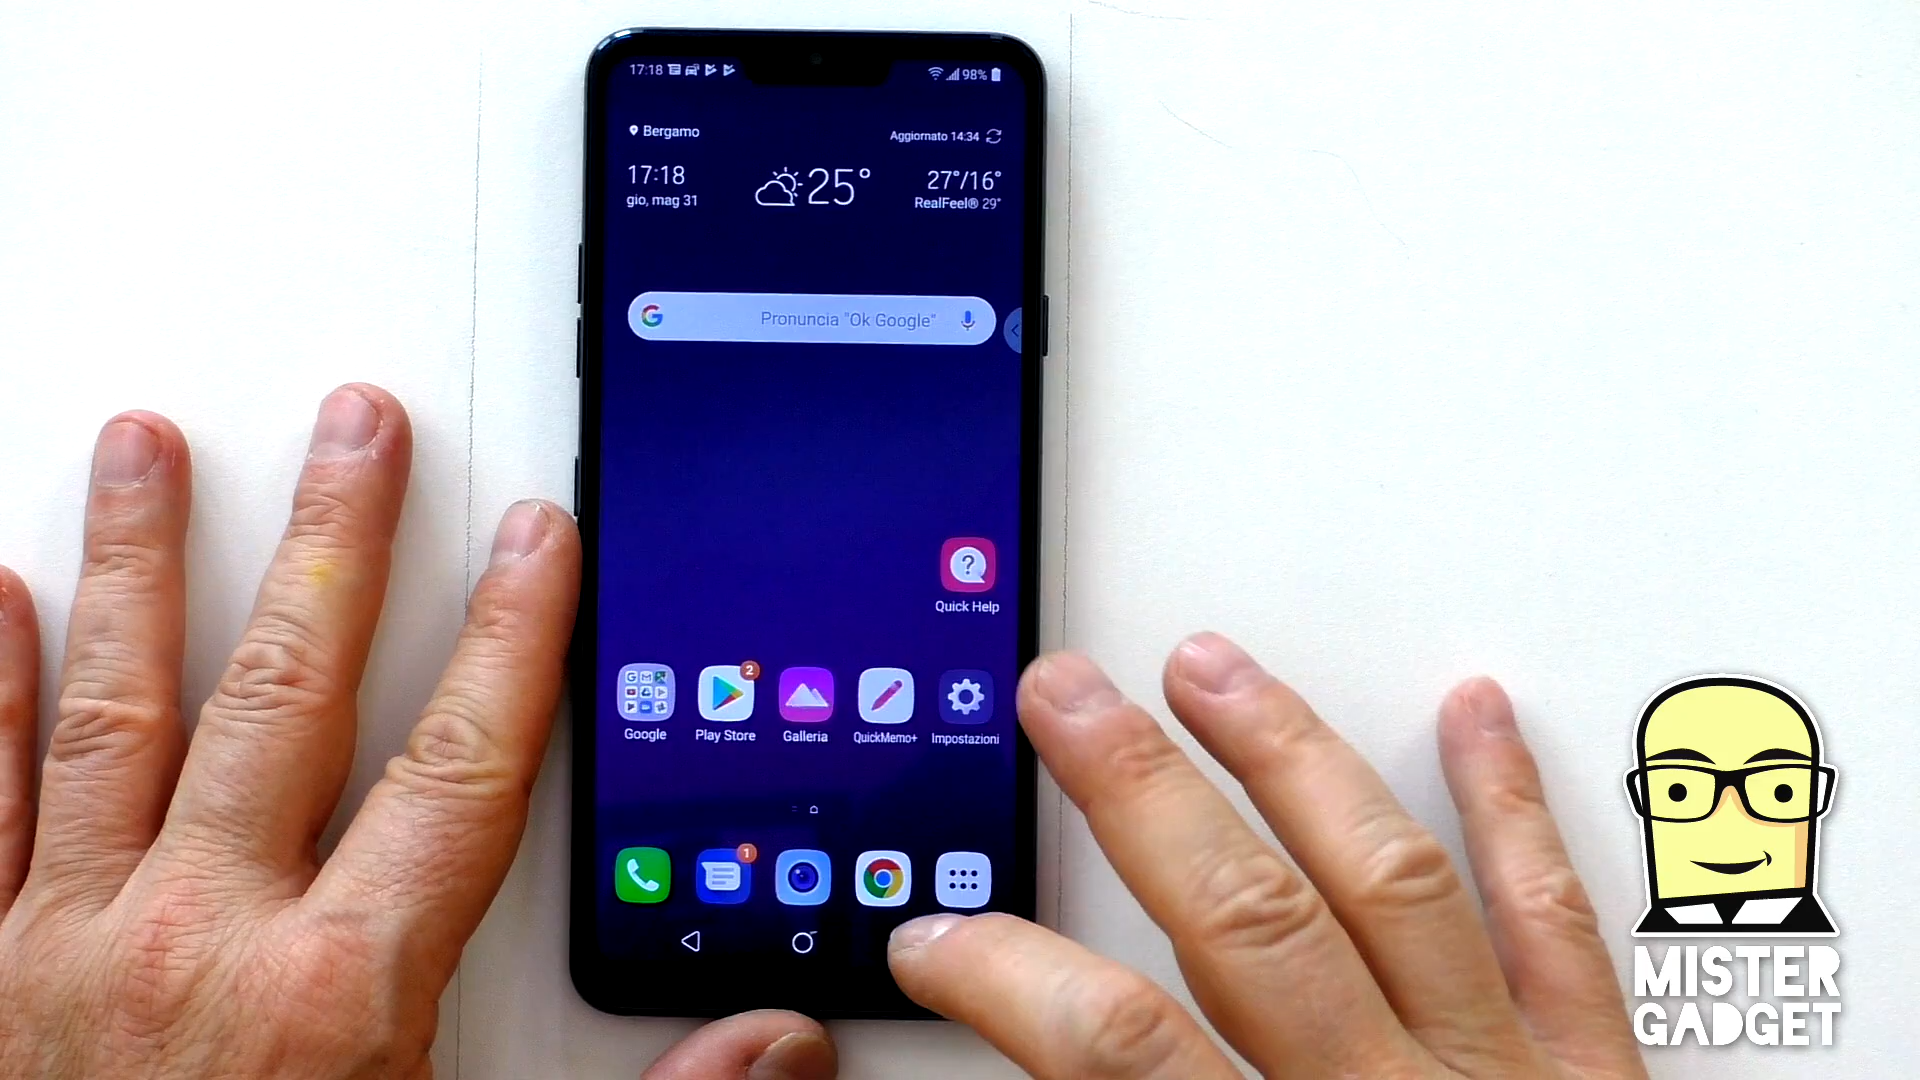 17:18
98%
Bergamo
Aggiornato 14:34
17:18
gio, mag 31
25°
27°/16°
RealFeel® 29°
G
Pronuncia "Ok Google"
?
Quick Help
2
Google
Play Store
Galleria
QuickMemo+
Impostazioni
1
MISTER
GADGET